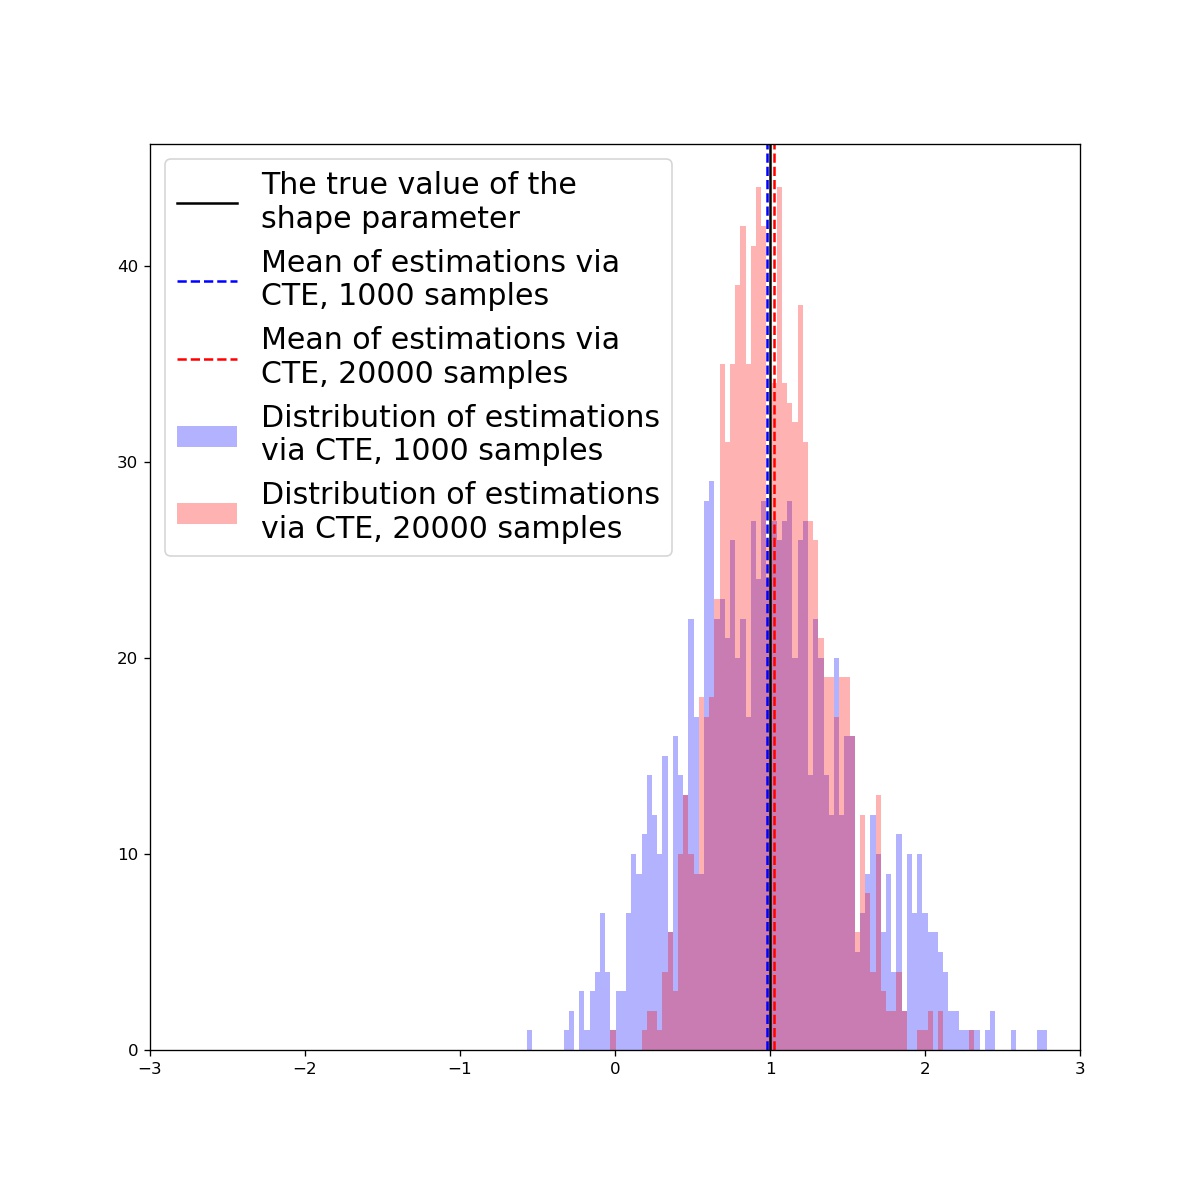 The true value of the
shape parameter
Mean of estimations via
CTE, 1000 samples
Mean of estimations via
CTE, 20000 samples
Distribution of estimations
via CTE, 1000 samples
Distribution of estimations
via CTE, 20000 samples
40
30
20
10
0
−3
−2
−1
0
1
2
3